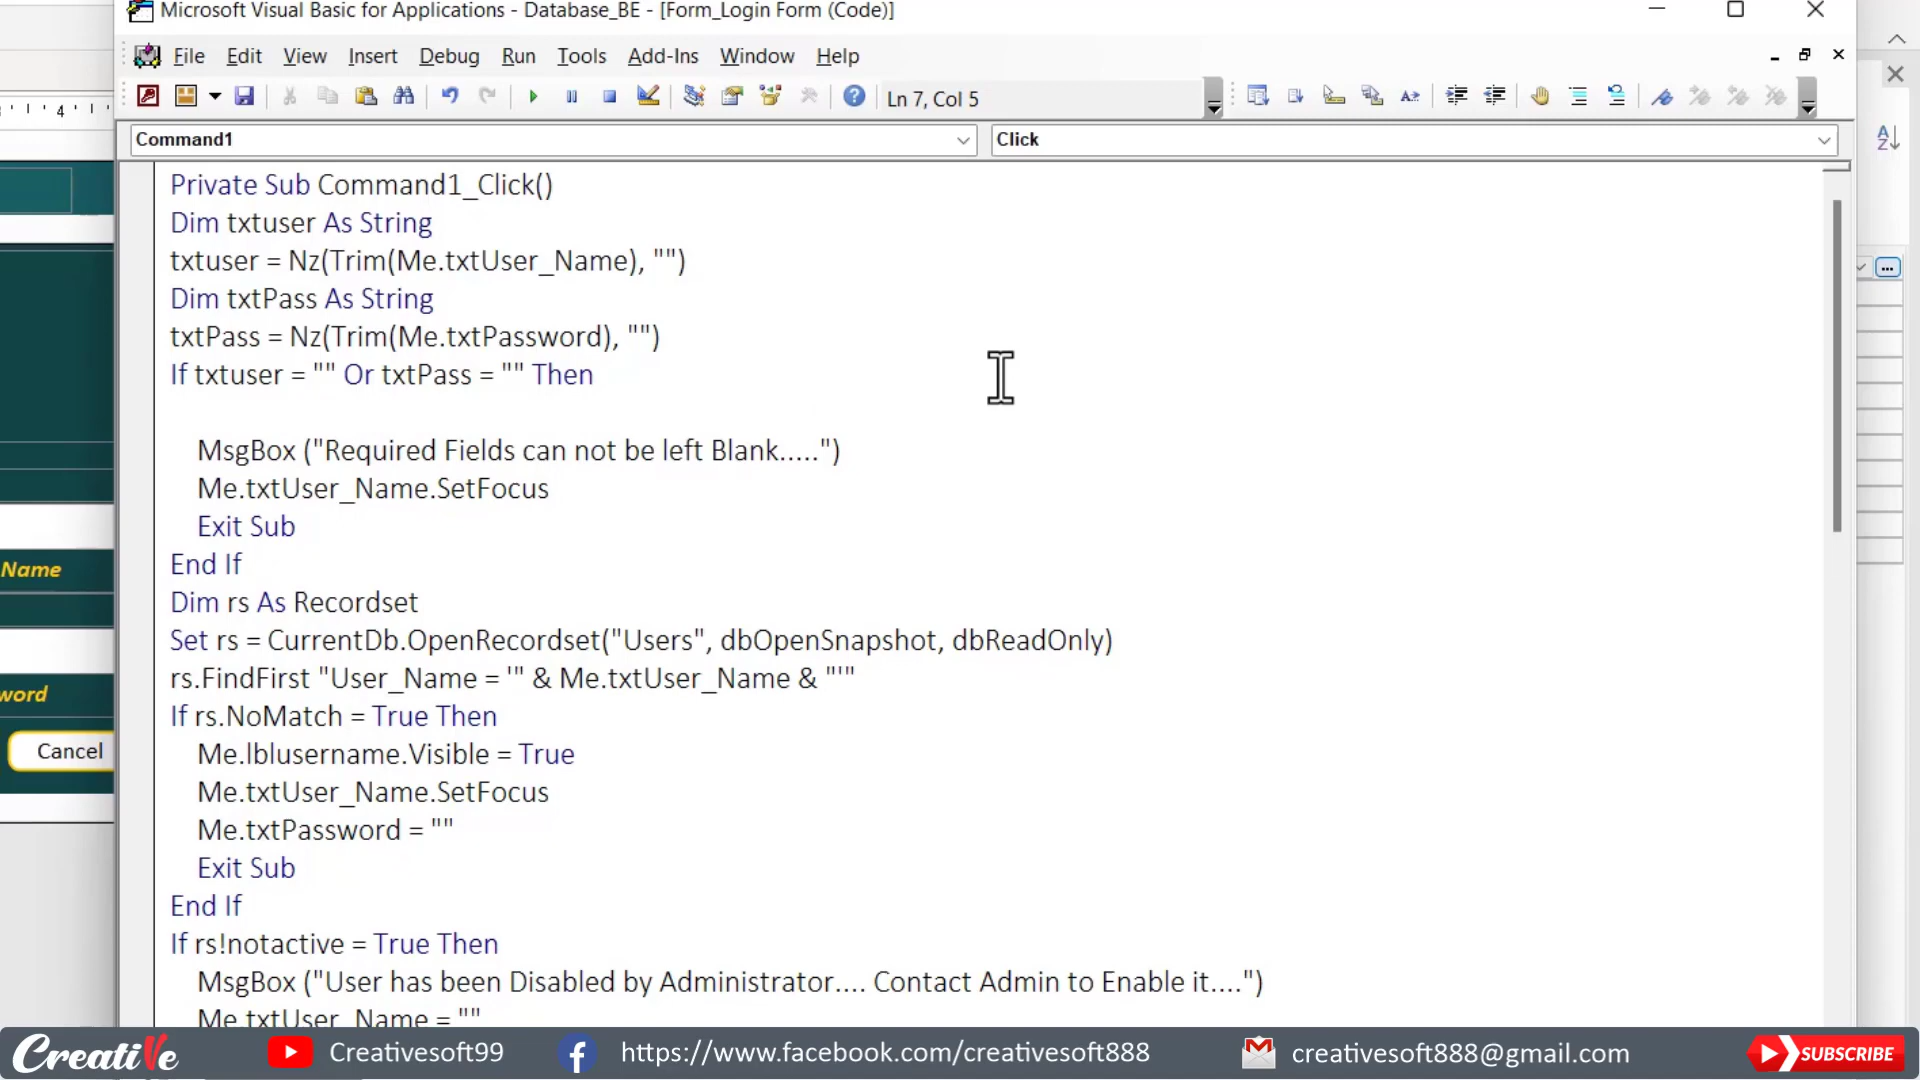 Microsoft Visual Basic for Applications - Database_BE - [Form_Login Form (Code)]
File Edit View Insert Debug Run Tools Add-Ins Window Help
Ln 7, Col 5
Command1
Click
4
Private Sub Command1_Click()
Dim txtuser As String
txtuser = Nz(Trim(Me.txtUser_Name), "")
Dim txtPass As String
txtPass = Nz(Trim(Me.txtPassword), "")
If txtuser = "" Or txtPass = "" Then
MsgBox ("Required Fields can not be left Blank.....")
Me.txtUser_Name.SetFocus
Exit Sub
End If
Dim rs As Recordset
Set rs = CurrentDb.OpenRecordset("Users", dbOpenSnapshot, dbReadOnly)
rs.FindFirst "User_Name = '" & Me.txtUser_Name & "'"
If rs.NoMatch = True Then
Me.lblusername.Visible = True
Me.txtUser_Name.SetFocus
Me.txtPassword = ""
Exit Sub
End If
If rs!notactive = True Then
MsgBox ("User has been Disabled by Administrator.... Contact Admin to Enable it....")
Me.txtUser_Name = ""
Name
word
Cancel
A
Z
Creative
Creativesoft99
https://www.facebook.com/creativesoft888
creativesoft888@gmail.com
SUBSCRIBE